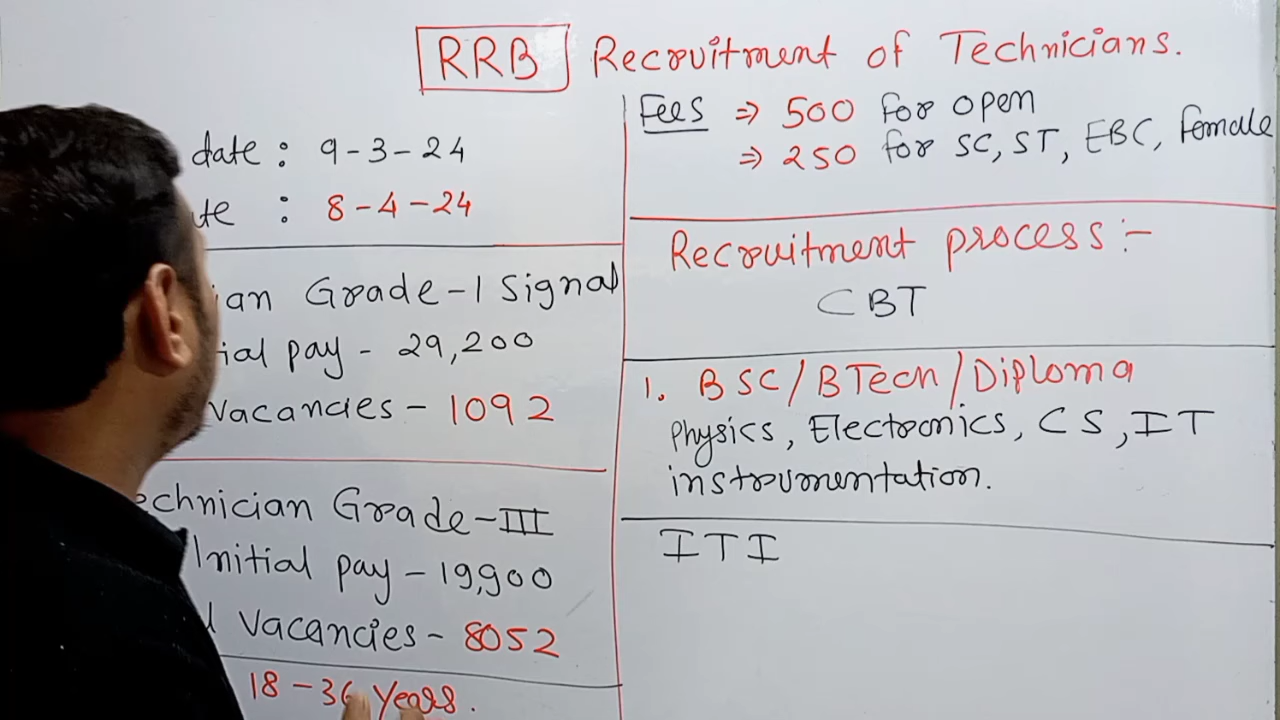 RRB Recruitment of Technicians.
date : 9-3-24
te : 8-4-24
ian Grade-I Signal
ial pay - 29,200
vacancies - 1092
echnician Grade-III
Initial pay - 19,900
l Vacancies - 8052
18-36 years.
Fees ⇒ 500 for open
⇒ 250 for SC, ST, EBC, Female
Recruitment process :-
CBT
1. BSC/BTech/Diploma
Physics, Electronics, CS, IT
instrumentation.
ITI